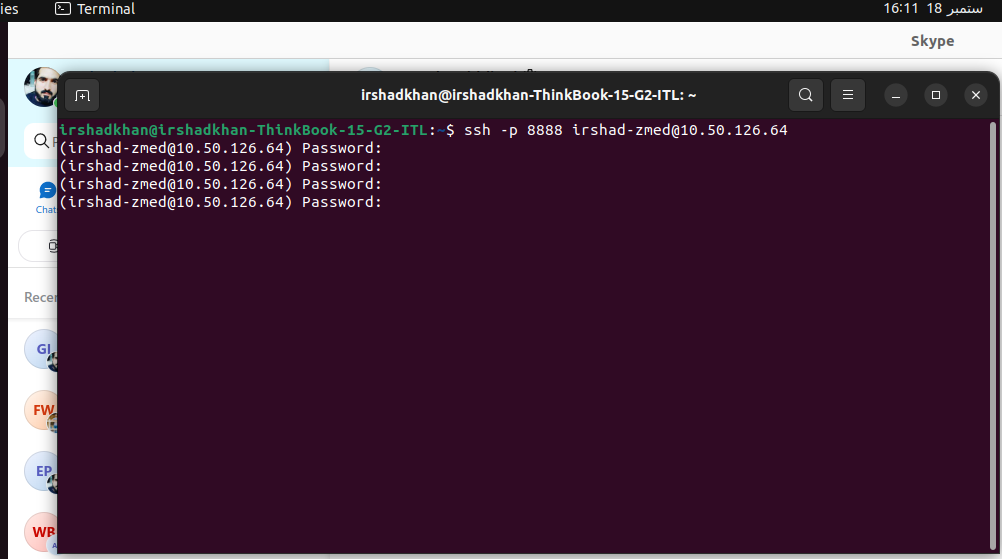 ies Terminal 16:11 18 ستمبر
Skype
irshadkhan@irshadkhan-ThinkBook-15-G2-ITL: ~
irshadkhan@irshadkhan-ThinkBook-15-G2-ITL:~$ ssh -p 8888 irshad-zmed@10.50.126.64
(irshad-zmed@10.50.126.64) Password:
(irshad-zmed@10.50.126.64) Password:
(irshad-zmed@10.50.126.64) Password:
(irshad-zmed@10.50.126.64) Password:
Chat
Recen
GI
FW
EP
WB